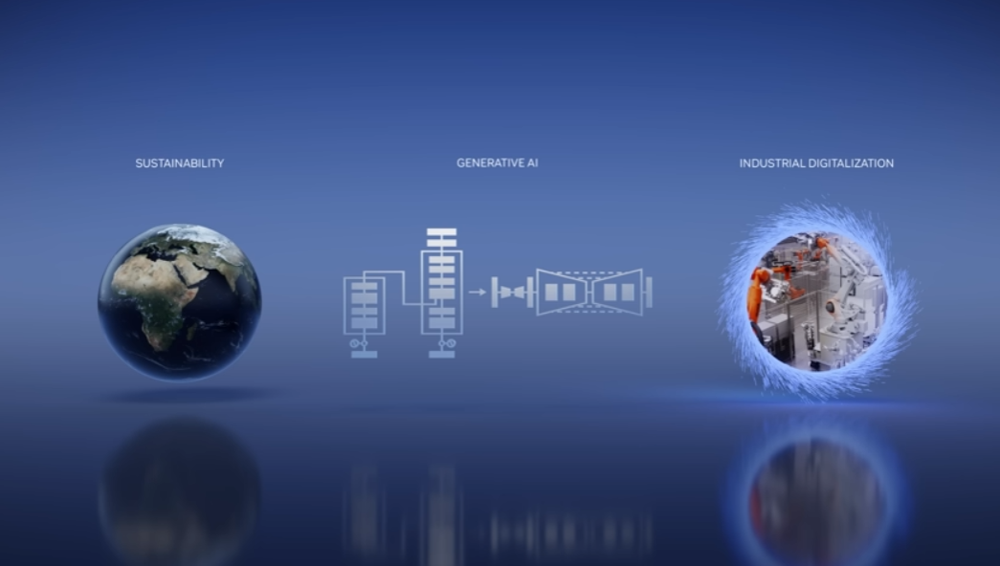 SUSTAINABILITY
GENERATIVE AI
INDUSTRIAL DIGITALIZATION